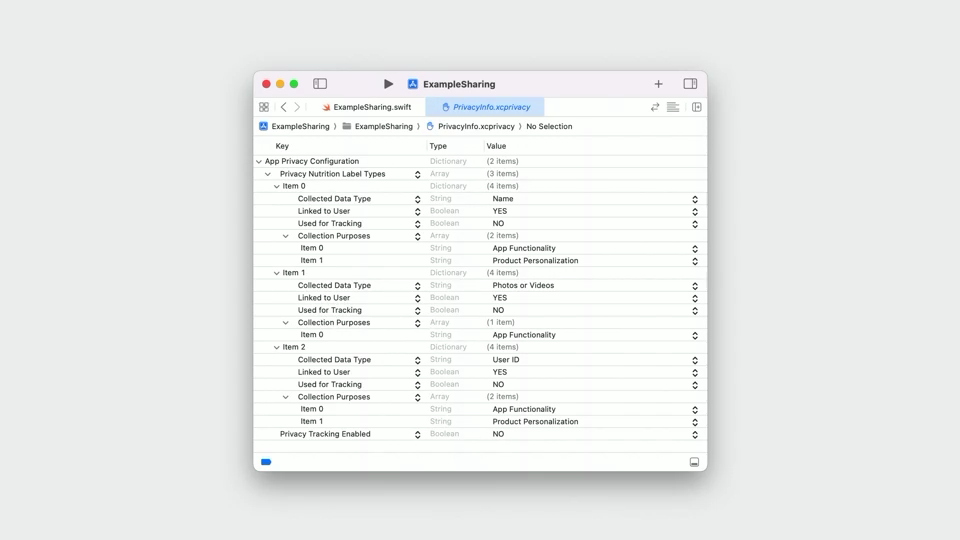 ExampleSharing
ExampleSharing.swift PrivacyInfo.xcprivacy
ExampleSharing ExampleSharing PrivacyInfo.xcprivacy No Selection
Key Type Value
App Privacy Configuration Dictionary (2 items)
Privacy Nutrition Label Types Array (3 items)
Item 0 Dictionary (4 items)
Collected Data Type String Name
Linked to User Boolean YES
Used for Tracking Boolean NO
Collection Purposes Array (2 items)
Item 0 String App Functionality
Item 1 String Product Personalization
Item 1 Dictionary (4 items)
Collected Data Type String Photos or Videos
Linked to User Boolean YES
Used for Tracking Boolean NO
Collection Purposes Array (1 item)
Item 0 String App Functionality
Item 2 Dictionary (4 items)
Collected Data Type String User ID
Linked to User Boolean YES
Used for Tracking Boolean NO
Collection Purposes Array (2 items)
Item 0 String App Functionality
Item 1 String Product Personalization
Privacy Tracking Enabled Boolean NO